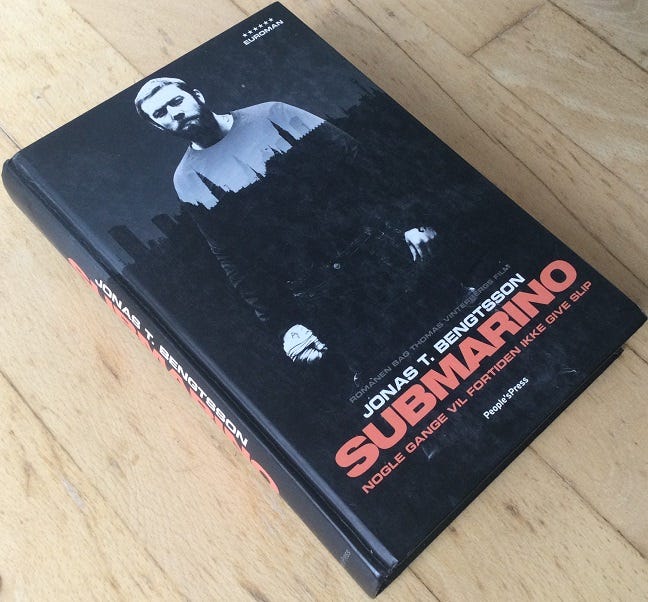 ★★★★★★
EUROMAN
ROMANEN BAG THOMAS VINTERBERGS FILM
JONAS T. BENGTSSON
SUBMARINO
NOGLE GANGE VIL FORTIDEN IKKE GIVE SLIP
People'sPress
JONAS T. BENGTSSON
SUBMARINO